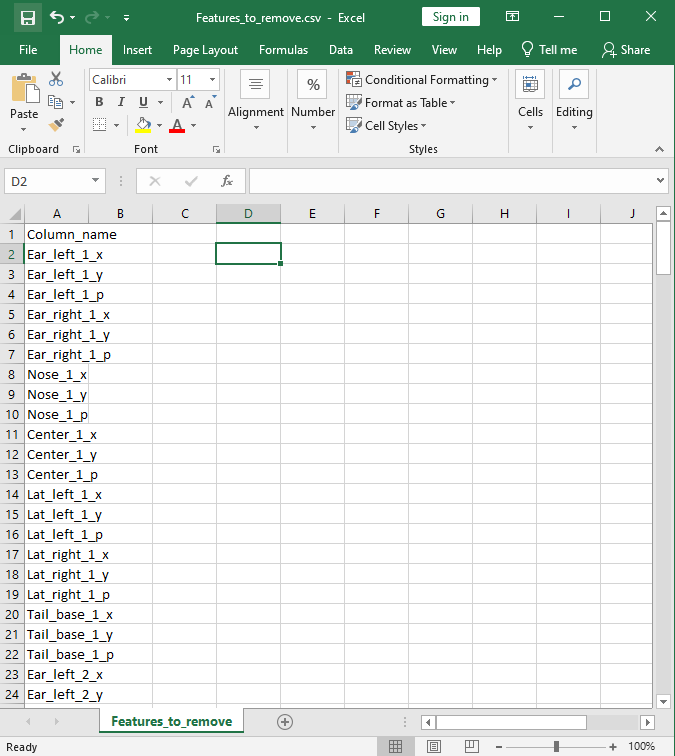 Features_to_remove.csv - Excel
Sign in
File Home Insert Page Layout Formulas Data Review View Help Tell me Share
Paste
Clipboard
Calibri 11
B I U A A
A
Font
Alignment
%
Number
Conditional Formatting
Format as Table
Cell Styles
Styles
Cells
Editing
D2 fx
A B C D E F G H I J
1 Column_name
2 Ear_left_1_x
3 Ear_left_1_y
4 Ear_left_1_p
5 Ear_right_1_x
6 Ear_right_1_y
7 Ear_right_1_p
8 Nose_1_x
9 Nose_1_y
10 Nose_1_p
11 Center_1_x
12 Center_1_y
13 Center_1_p
14 Lat_left_1_x
15 Lat_left_1_y
16 Lat_left_1_p
17 Lat_right_1_x
18 Lat_right_1_y
19 Lat_right_1_p
20 Tail_base_1_x
21 Tail_base_1_y
22 Tail_base_1_p
23 Ear_left_2_x
24 Ear_left_2_y
Features_to_remove
Ready 100%